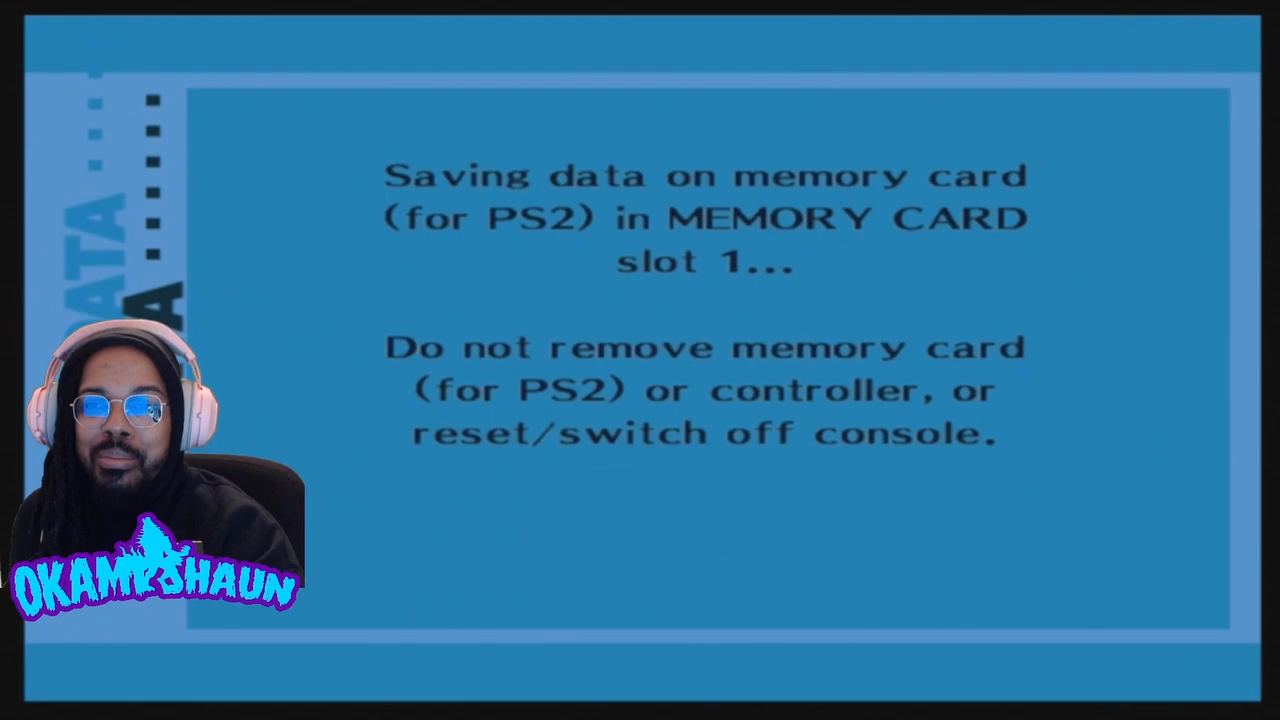 Saving data on memory card
(for PS2) in MEMORY CARD
slot 1...
Do not remove memory card
(for PS2) or controller, or
reset/switch off console.
DATA
A
OKAMISHAUN